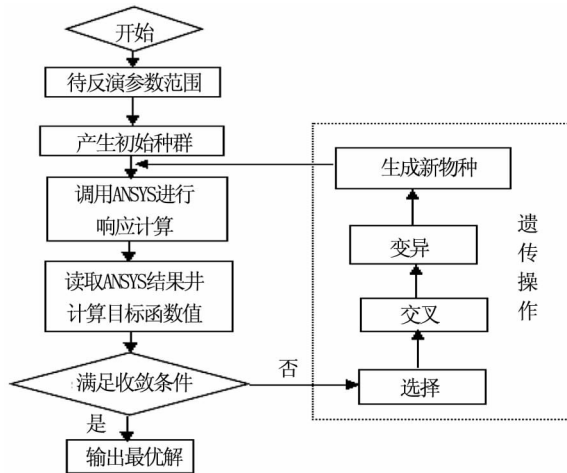 开始
待反演参数范围
产生初始种群
调用ANSYS进行
响应计算
读取ANSYS结果井
计算目标函数值
满足收敛条件
是
输出最优解
否
选择
交叉
变异
生成新物种
遗
传
操
作